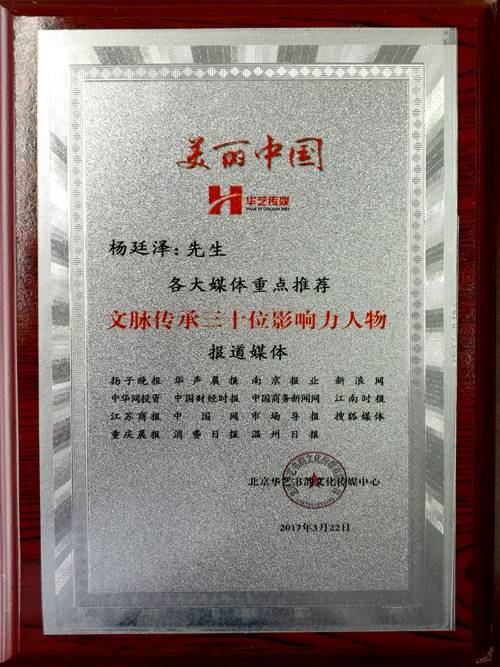 美丽中国
华艺传媒
HUA YI CHUAN MEI
杨廷泽：先生
各大媒体重点推荐
文脉传承三十位影响力人物
报道媒体
扬子晚报 华声晨报 南京报业 新浪网
中华网投资 中国财经时报 中国商务新闻网 江南时报
江苏商报 中国网 市场导报 搜狐媒体
重庆晨报 消费日报 温州日报
北京华艺书韵文化传媒中心
2017年3月22日